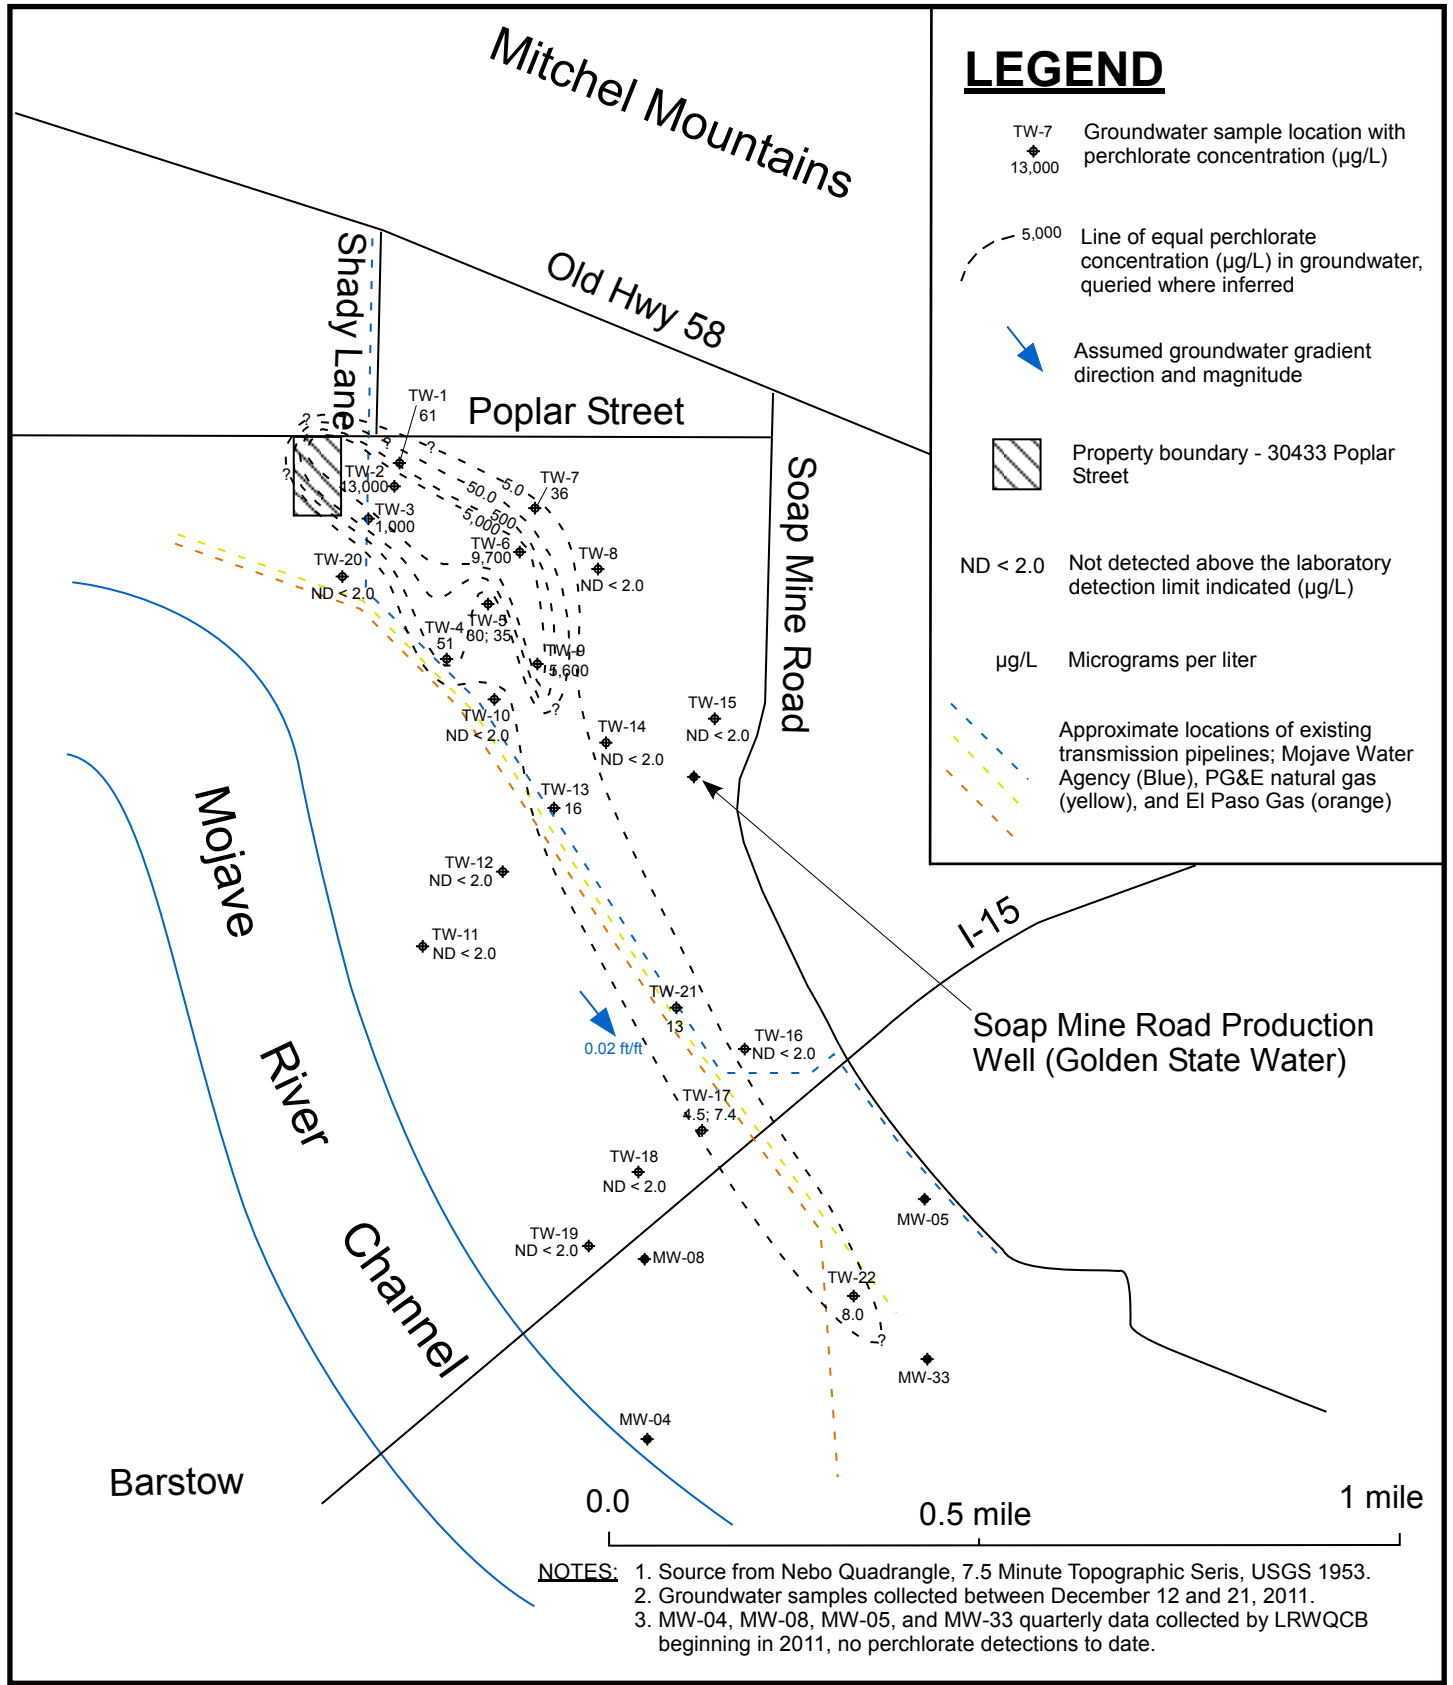 Mitchel Mountains
Old Hwy 58
Shady Lane
Poplar Street
Soap Mine Road
?
?
?
?
TW-1
61
TW-2
13,000
TW-3
1,000
TW-7
36
5.0
50.0
500
5,000
TW-6
9,700
TW-8
ND < 2.0
TW-20
ND < 2.0
TW-5
30; 35
TW-4
51
TW-9
5,600
?
TW-10
ND < 2.0
TW-14
ND < 2.0
TW-15
ND < 2.0
TW-13
16
TW-12
ND < 2.0
TW-11
ND < 2.0
Mojave
River
Channel
I-15
TW-21
13
0.02 ft/ft
TW-16
ND < 2.0
Soap Mine Road Production
Well (Golden State Water)
TW-17
4.5; 7.4
TW-18
ND < 2.0
TW-19
ND < 2.0
MW-08
MW-05
TW-22
8.0
?
MW-33
MW-04
Barstow
0.0
0.5 mile
1 mile
NOTES: 1. Source from Nebo Quadrangle, 7.5 Minute Topographic Seris, USGS 1953.
2. Groundwater samples collected between December 12 and 21, 2011.
3. MW-04, MW-08, MW-05, and MW-33 quarterly data collected by LRWQCB
beginning in 2011, no perchlorate detections to date.
LEGEND
TW-7
13,000
Groundwater sample location with
perchlorate concentration (µg/L)
5,000
Line of equal perchlorate
concentration (µg/L) in groundwater,
queried where inferred
Assumed groundwater gradient
direction and magnitude
Property boundary - 30433 Poplar
Street
ND < 2.0 Not detected above the laboratory
detection limit indicated (µg/L)
µg/L Micrograms per liter
Approximate locations of existing
transmission pipelines; Mojave Water
Agency (Blue), PG&E natural gas
(yellow), and El Paso Gas (orange)